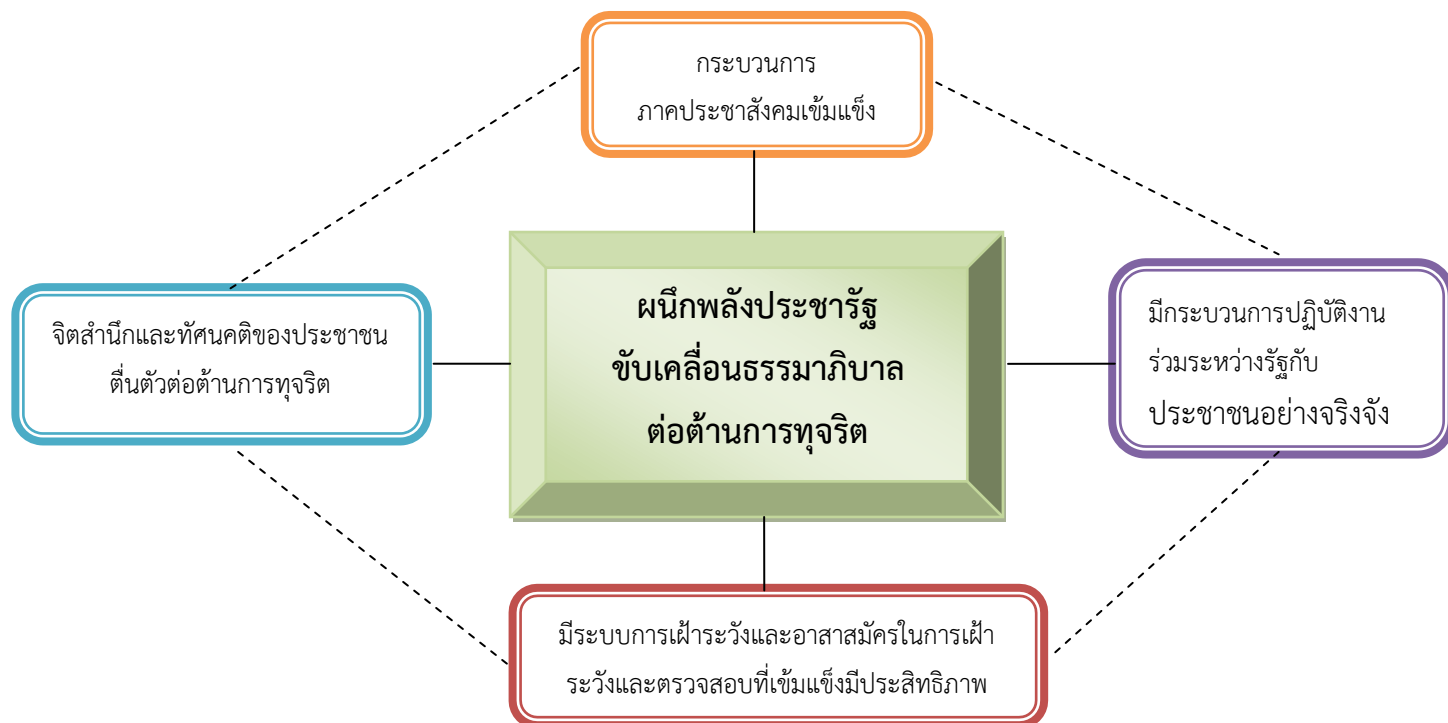 กระบวนการ
ภาคประชาสังคมเข้มแข็ง
จิตสำนึกและทัศนคติของประชาชน
ตื่นตัวต่อต้านการทุจริต
ผนึกพลังประชารัฐ
ขับเคลื่อนธรรมาภิบาล
ต่อต้านการทุจริต
มีกระบวนการปฏิบัติงาน
ร่วมระหว่างรัฐกับ
ประชาชนอย่างจริงจัง
มีระบบการเฝ้าระวังและอาสาสมัครในการเฝ้า
ระวังและตรวจสอบที่เข้มแข็งมีประสิทธิภาพ